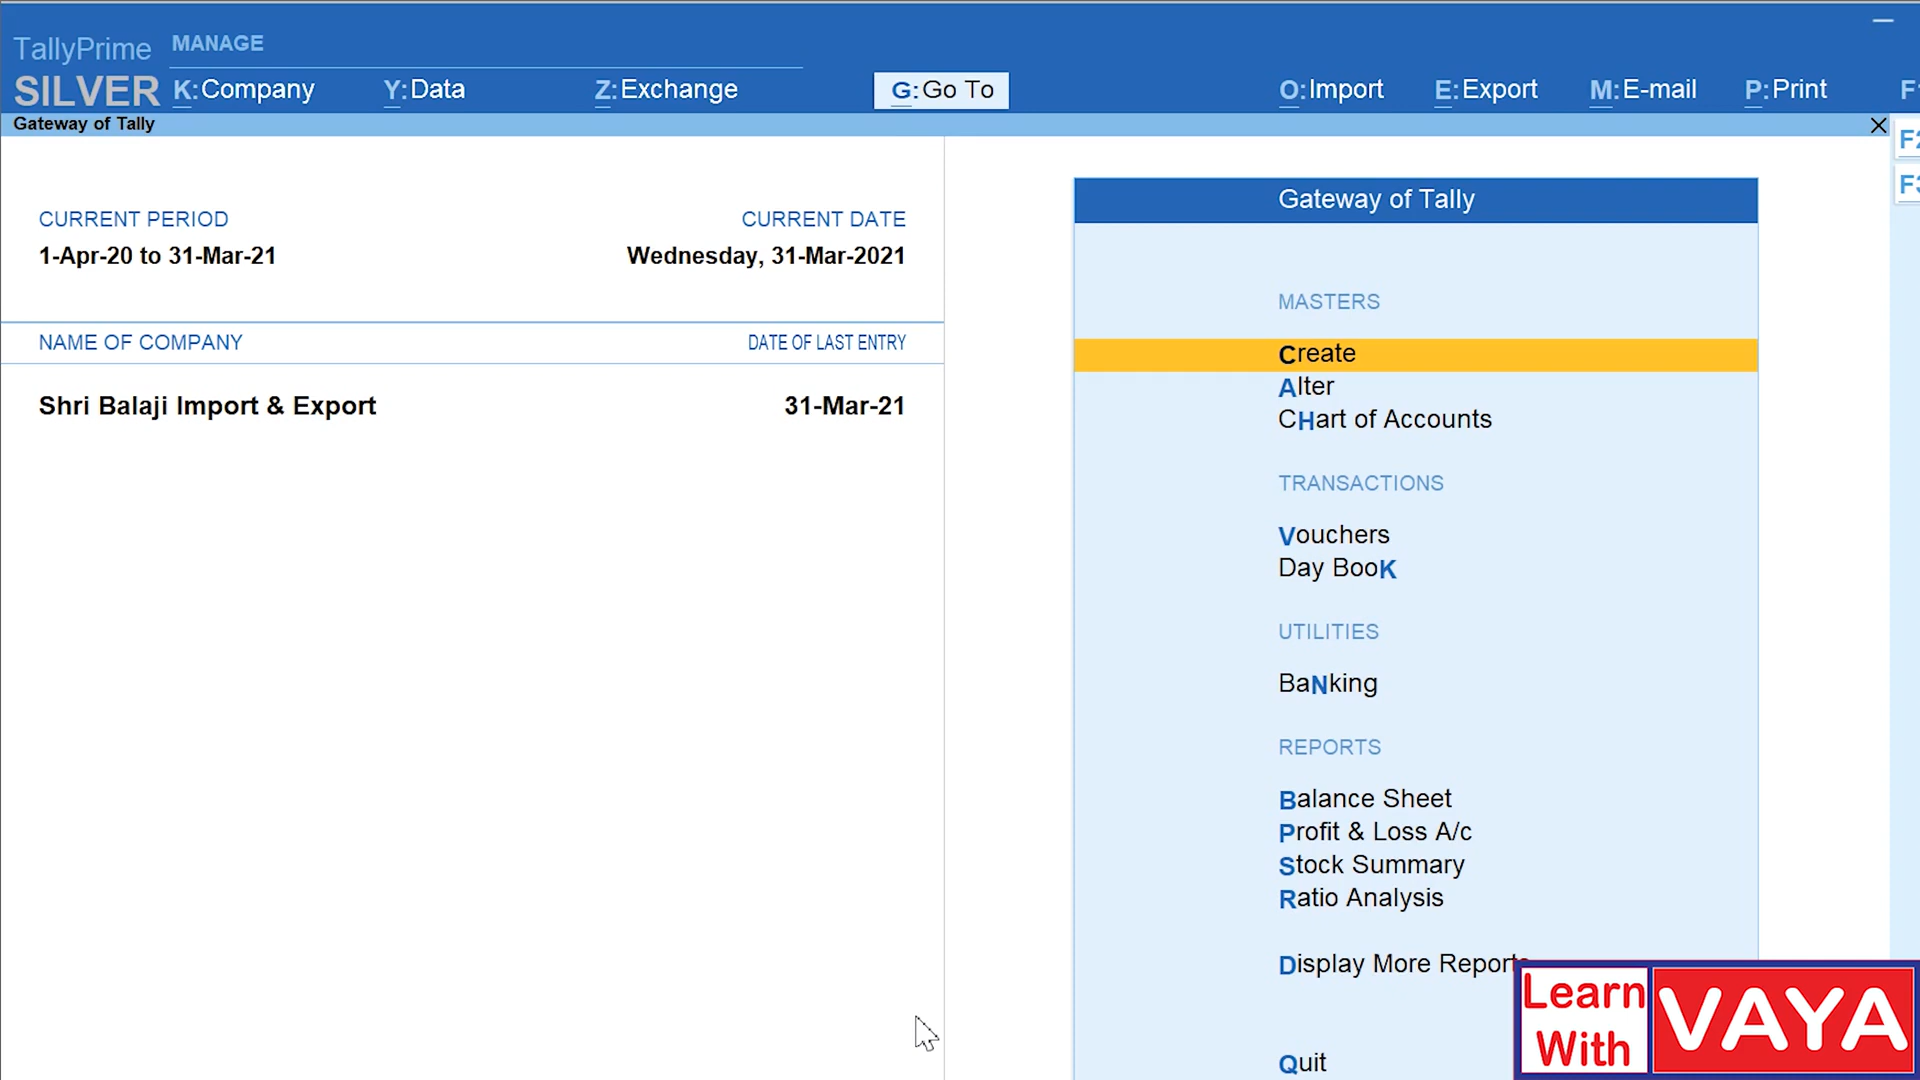 TallyPrime
SILVER
MANAGE
K:Company
Y:Data
Z:Exchange
G:Go To
O:Import
E:Export
M:E-mail
P:Print
Gateway of Tally
CURRENT PERIOD
CURRENT DATE
1-Apr-20 to 31-Mar-21
Wednesday, 31-Mar-2021
NAME OF COMPANY
DATE OF LAST ENTRY
Shri Balaji Import & Export
31-Mar-21
Gateway of Tally
MASTERS
Create
Alter
CHart of Accounts
TRANSACTIONS
Vouchers
Day BooK
UTILITIES
BaNking
REPORTS
Balance Sheet
Profit & Loss A/c
Stock Summary
Ratio Analysis
Display More Reports
Quit
Learn
With
VAYA